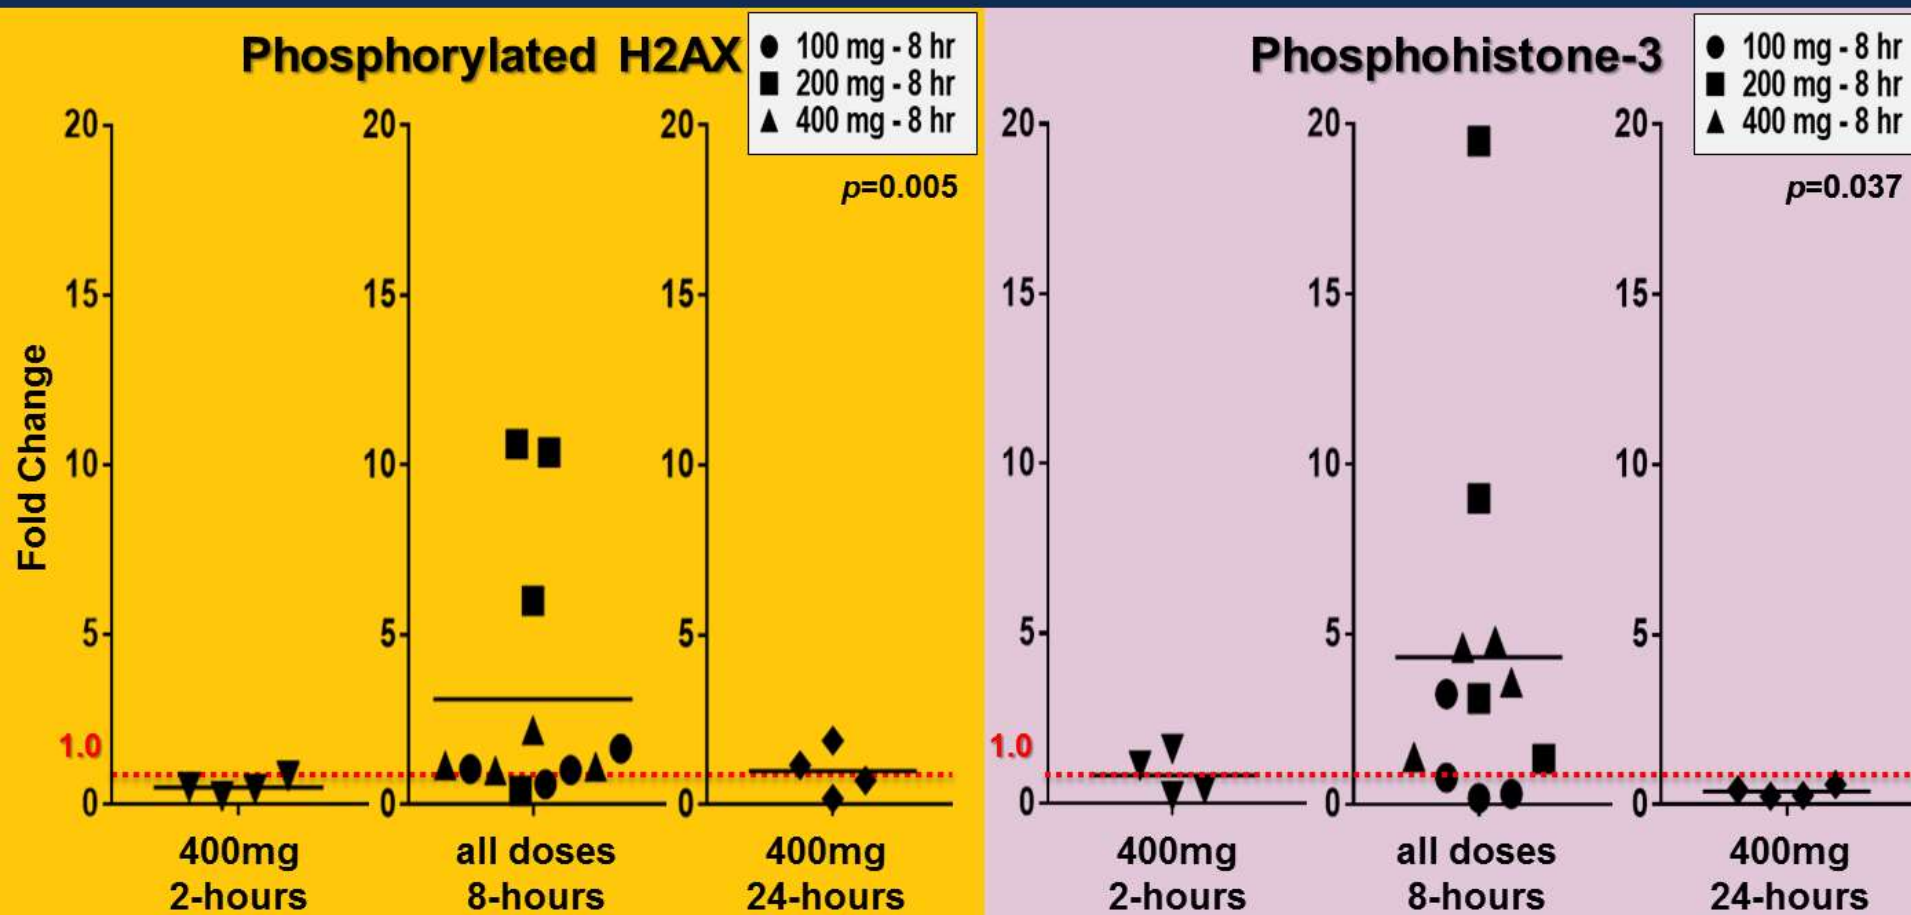 Phosphorylated H2AX
100 mg - 8 hr
200 mg - 8 hr
400 mg - 8 hr
p=0.005
Fold Change
20
15
10
5
1.0
0
20
15
10
5
0
20
15
10
5
0
400mg
2-hours
all doses
8-hours
400mg
24-hours
Phosphohistone-3
100 mg - 8 hr
200 mg - 8 hr
400 mg - 8 hr
p=0.037
20
15
10
5
1.0
0
20
15
10
5
0
20
15
10
5
0
400mg
2-hours
all doses
8-hours
400mg
24-hours